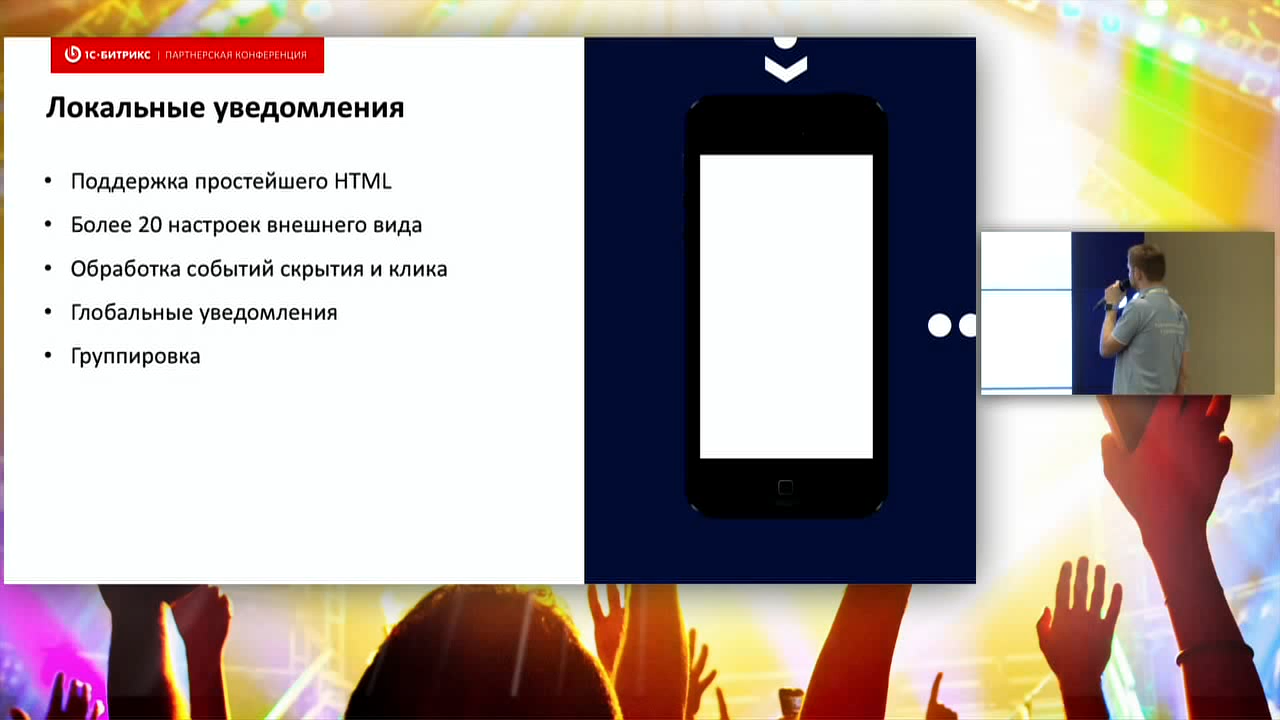 1С-БИТРИКС | ПАРТНЕРСКАЯ КОНФЕРЕНЦИЯ
Локальные уведомления
• Поддержка простейшего HTML
• Более 20 настроек внешнего вида
• Обработка событий скрытия и клика
• Глобальные уведомления
• Группировка